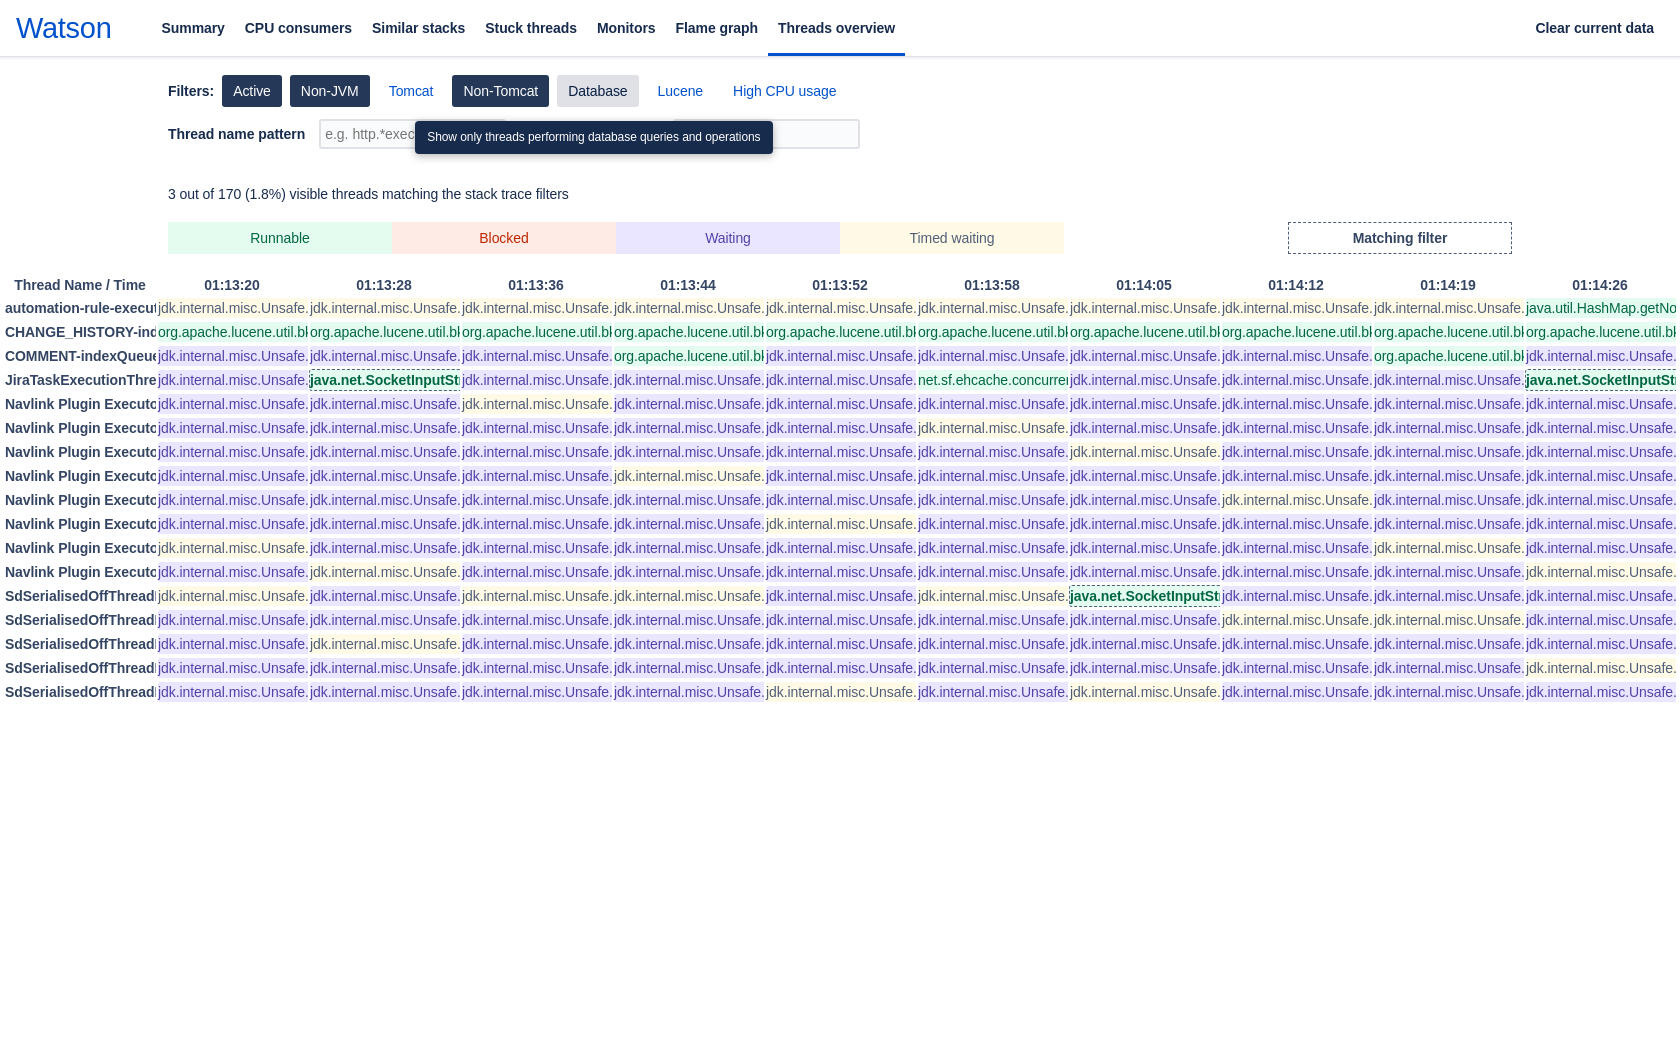 Watson Summary CPU consumers Similar stacks Stuck threads Monitors Flame graph Threads overview Clear current data
Filters: Active Non-JVM Tomcat Non-Tomcat Database Lucene High CPU usage
Thread name pattern e.g. http.*exec
Show only threads performing database queries and operations
3 out of 170 (1.8%) visible threads matching the stack trace filters
Runnable Blocked Waiting Timed waiting Matching filter
Thread Name / Time 01:13:20 01:13:28 01:13:36 01:13:44 01:13:52 01:13:58 01:14:05 01:14:12 01:14:19 01:14:26
automation-rule-execut jdk.internal.misc.Unsafe. jdk.internal.misc.Unsafe. jdk.internal.misc.Unsafe. jdk.internal.misc.Unsafe. jdk.internal.misc.Unsafe. jdk.internal.misc.Unsafe. jdk.internal.misc.Unsafe. jdk.internal.misc.Unsafe. jdk.internal.misc.Unsafe. java.util.HashMap.getNo
CHANGE_HISTORY-ind org.apache.lucene.util.bk org.apache.lucene.util.bk org.apache.lucene.util.bk org.apache.lucene.util.bk org.apache.lucene.util.bk org.apache.lucene.util.bk org.apache.lucene.util.bk org.apache.lucene.util.bk org.apache.lucene.util.bk org.apache.lucene.util.bk
COMMENT-indexQueue jdk.internal.misc.Unsafe. jdk.internal.misc.Unsafe. jdk.internal.misc.Unsafe. org.apache.lucene.util.bk jdk.internal.misc.Unsafe. jdk.internal.misc.Unsafe. jdk.internal.misc.Unsafe. jdk.internal.misc.Unsafe. org.apache.lucene.util.bk jdk.internal.misc.Unsafe.
JiraTaskExecutionThre jdk.internal.misc.Unsafe. java.net.SocketInputSt jdk.internal.misc.Unsafe. jdk.internal.misc.Unsafe. jdk.internal.misc.Unsafe. net.sf.ehcache.concurren jdk.internal.misc.Unsafe. jdk.internal.misc.Unsafe. jdk.internal.misc.Unsafe. java.net.SocketInputStr
Navlink Plugin Executo jdk.internal.misc.Unsafe. jdk.internal.misc.Unsafe. jdk.internal.misc.Unsafe. jdk.internal.misc.Unsafe. jdk.internal.misc.Unsafe. jdk.internal.misc.Unsafe. jdk.internal.misc.Unsafe. jdk.internal.misc.Unsafe. jdk.internal.misc.Unsafe. jdk.internal.misc.Unsafe.
Navlink Plugin Executo jdk.internal.misc.Unsafe. jdk.internal.misc.Unsafe. jdk.internal.misc.Unsafe. jdk.internal.misc.Unsafe. jdk.internal.misc.Unsafe. jdk.internal.misc.Unsafe. jdk.internal.misc.Unsafe. jdk.internal.misc.Unsafe. jdk.internal.misc.Unsafe. jdk.internal.misc.Unsafe.
Navlink Plugin Executo jdk.internal.misc.Unsafe. jdk.internal.misc.Unsafe. jdk.internal.misc.Unsafe. jdk.internal.misc.Unsafe. jdk.internal.misc.Unsafe. jdk.internal.misc.Unsafe. jdk.internal.misc.Unsafe. jdk.internal.misc.Unsafe. jdk.internal.misc.Unsafe. jdk.internal.misc.Unsafe.
Navlink Plugin Executo jdk.internal.misc.Unsafe. jdk.internal.misc.Unsafe. jdk.internal.misc.Unsafe. jdk.internal.misc.Unsafe. jdk.internal.misc.Unsafe. jdk.internal.misc.Unsafe. jdk.internal.misc.Unsafe. jdk.internal.misc.Unsafe. jdk.internal.misc.Unsafe. jdk.internal.misc.Unsafe.
Navlink Plugin Executo jdk.internal.misc.Unsafe. jdk.internal.misc.Unsafe. jdk.internal.misc.Unsafe. jdk.internal.misc.Unsafe. jdk.internal.misc.Unsafe. jdk.internal.misc.Unsafe. jdk.internal.misc.Unsafe. jdk.internal.misc.Unsafe. jdk.internal.misc.Unsafe. jdk.internal.misc.Unsafe.
Navlink Plugin Executo jdk.internal.misc.Unsafe. jdk.internal.misc.Unsafe. jdk.internal.misc.Unsafe. jdk.internal.misc.Unsafe. jdk.internal.misc.Unsafe. jdk.internal.misc.Unsafe. jdk.internal.misc.Unsafe. jdk.internal.misc.Unsafe. jdk.internal.misc.Unsafe. jdk.internal.misc.Unsafe.
Navlink Plugin Executo jdk.internal.misc.Unsafe. jdk.internal.misc.Unsafe. jdk.internal.misc.Unsafe. jdk.internal.misc.Unsafe. jdk.internal.misc.Unsafe. jdk.internal.misc.Unsafe. jdk.internal.misc.Unsafe. jdk.internal.misc.Unsafe. jdk.internal.misc.Unsafe. jdk.internal.misc.Unsafe.
Navlink Plugin Executo jdk.internal.misc.Unsafe. jdk.internal.misc.Unsafe. jdk.internal.misc.Unsafe. jdk.internal.misc.Unsafe. jdk.internal.misc.Unsafe. jdk.internal.misc.Unsafe. jdk.internal.misc.Unsafe. jdk.internal.misc.Unsafe. jdk.internal.misc.Unsafe. jdk.internal.misc.Unsafe.
SdSerialisedOffThread jdk.internal.misc.Unsafe. jdk.internal.misc.Unsafe. jdk.internal.misc.Unsafe. jdk.internal.misc.Unsafe. jdk.internal.misc.Unsafe. jdk.internal.misc.Unsafe. java.net.SocketInputSt jdk.internal.misc.Unsafe. jdk.internal.misc.Unsafe. jdk.internal.misc.Unsafe.
SdSerialisedOffThread jdk.internal.misc.Unsafe. jdk.internal.misc.Unsafe. jdk.internal.misc.Unsafe. jdk.internal.misc.Unsafe. jdk.internal.misc.Unsafe. jdk.internal.misc.Unsafe. jdk.internal.misc.Unsafe. jdk.internal.misc.Unsafe. jdk.internal.misc.Unsafe. jdk.internal.misc.Unsafe.
SdSerialisedOffThread jdk.internal.misc.Unsafe. jdk.internal.misc.Unsafe. jdk.internal.misc.Unsafe. jdk.internal.misc.Unsafe. jdk.internal.misc.Unsafe. jdk.internal.misc.Unsafe. jdk.internal.misc.Unsafe. jdk.internal.misc.Unsafe. jdk.internal.misc.Unsafe. jdk.internal.misc.Unsafe.
SdSerialisedOffThread jdk.internal.misc.Unsafe. jdk.internal.misc.Unsafe. jdk.internal.misc.Unsafe. jdk.internal.misc.Unsafe. jdk.internal.misc.Unsafe. jdk.internal.misc.Unsafe. jdk.internal.misc.Unsafe. jdk.internal.misc.Unsafe. jdk.internal.misc.Unsafe. jdk.internal.misc.Unsafe.
SdSerialisedOffThread jdk.internal.misc.Unsafe. jdk.internal.misc.Unsafe. jdk.internal.misc.Unsafe. jdk.internal.misc.Unsafe. jdk.internal.misc.Unsafe. jdk.internal.misc.Unsafe. jdk.internal.misc.Unsafe. jdk.internal.misc.Unsafe. jdk.internal.misc.Unsafe. jdk.internal.misc.Unsafe.